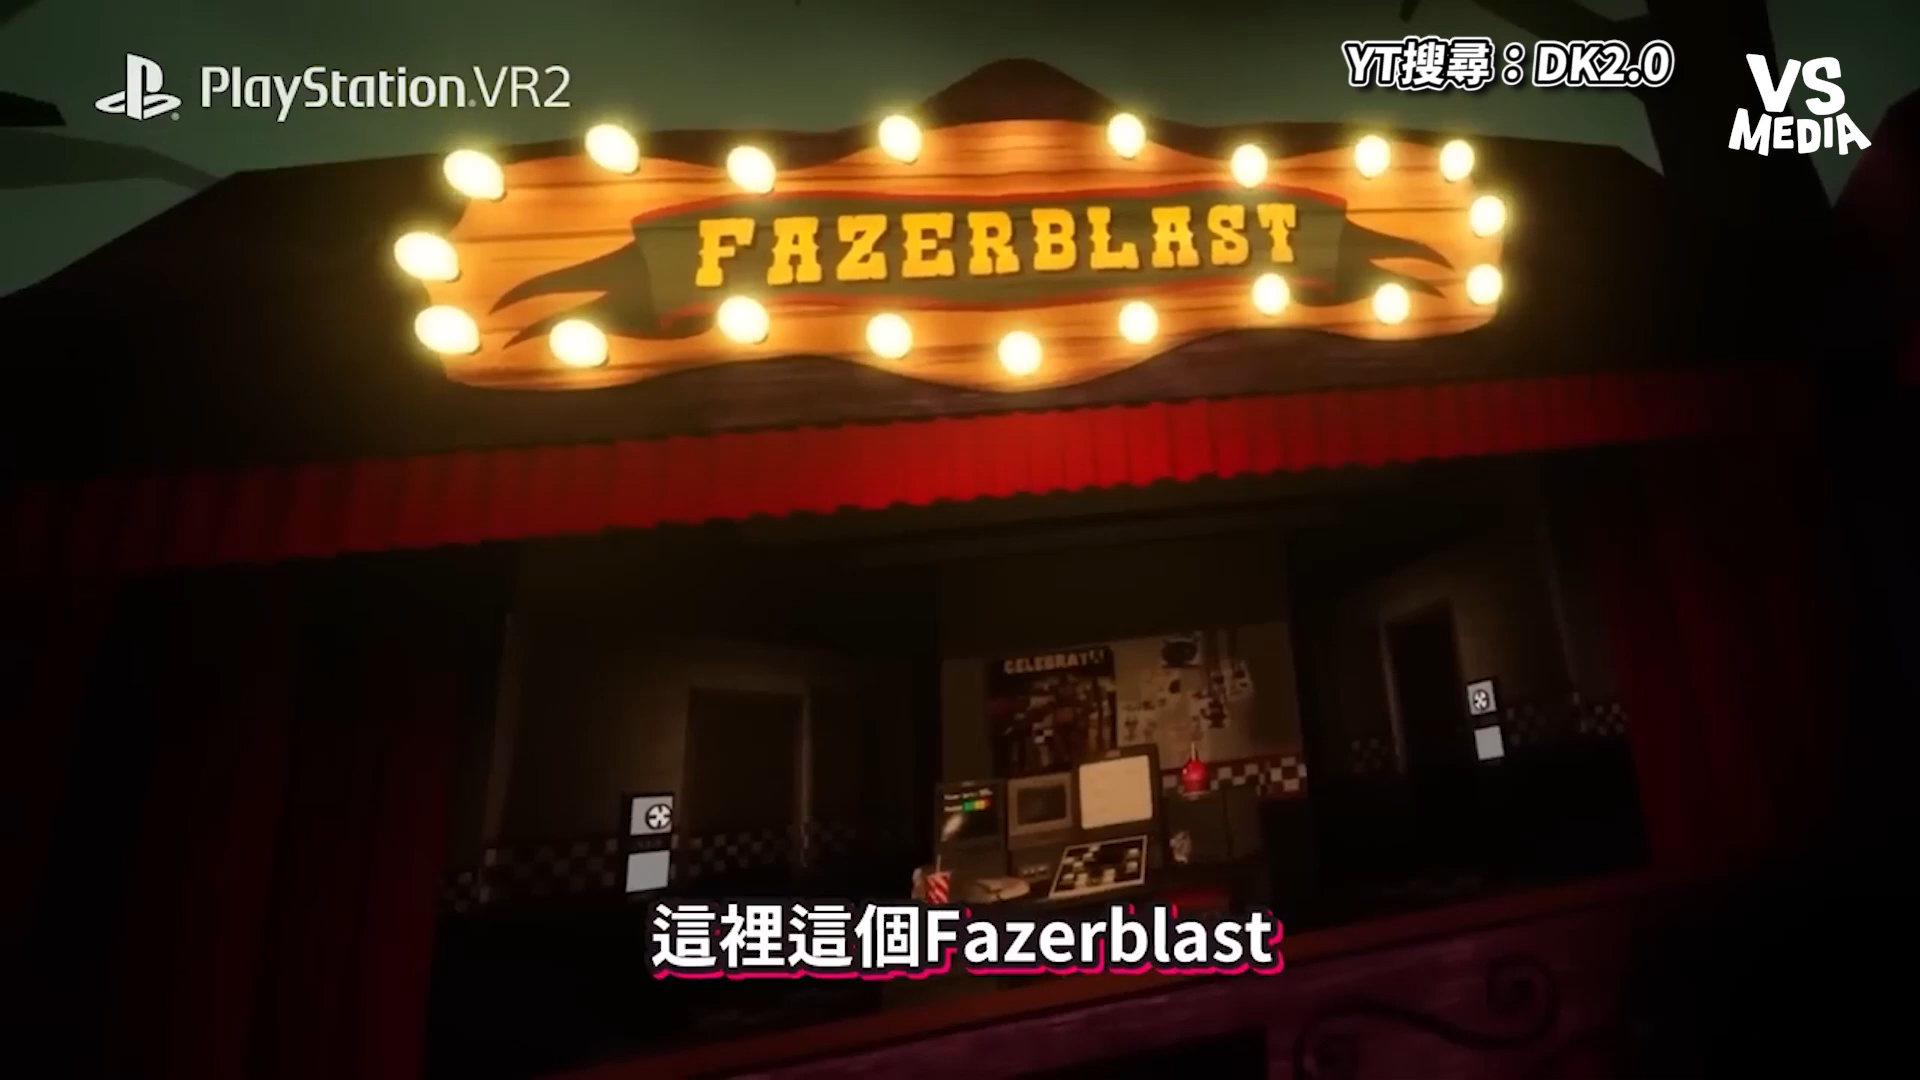 PlayStation.VR2
YT搜尋：DK2.0
VS
MEDIA
FAZERBLAST
CELEBRATE!
這裡這個Fazerblast